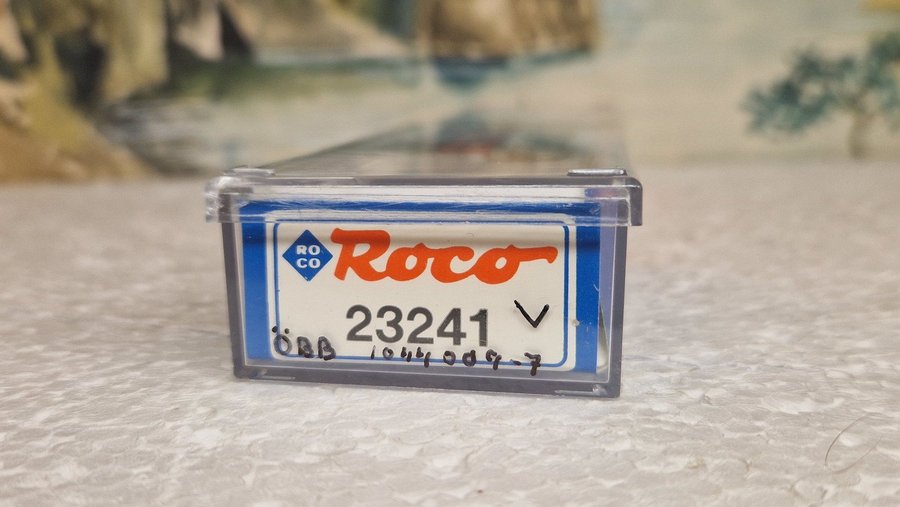 RO
CO
Roco
23241 V
ÖBB 1044 009-7